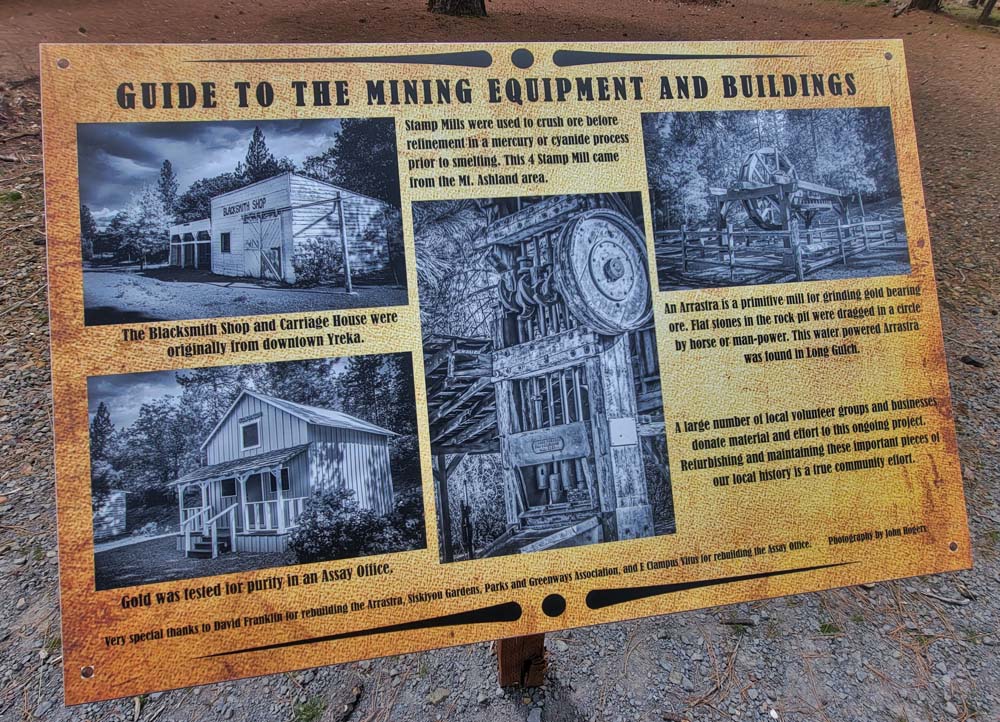 GUIDE TO THE MINING EQUIPMENT AND BUILDINGS
BLACKSMITH SHOP
The Blacksmith Shop and Carriage House were
originally from downtown Yreka.
Gold was tested for purity in an Assay Office.
Stamp Mills were used to crush ore before
refinement in a mercury or cyanide process
prior to smelting. This 4 Stamp Mill came
from the Mt. Ashland area.
An Arrastra is a primitive mill for grinding gold bearing
ore. Flat stones in the rock pit were dragged in a circle
by horse or man-power. This water powered Arrastra
was found in Long Gulch.
A large number of local volunteer groups and businesses
donate material and effort to this ongoing project.
Refurbishing and maintaining these important pieces of
our local history is a true community effort.
Very special thanks to David Franklin for rebuilding the Arrastra, Siskiyou Gardens, Parks and Greenways Association, and E Clampus Vitus for rebuilding the Assay Office.
Photography by John Rogers